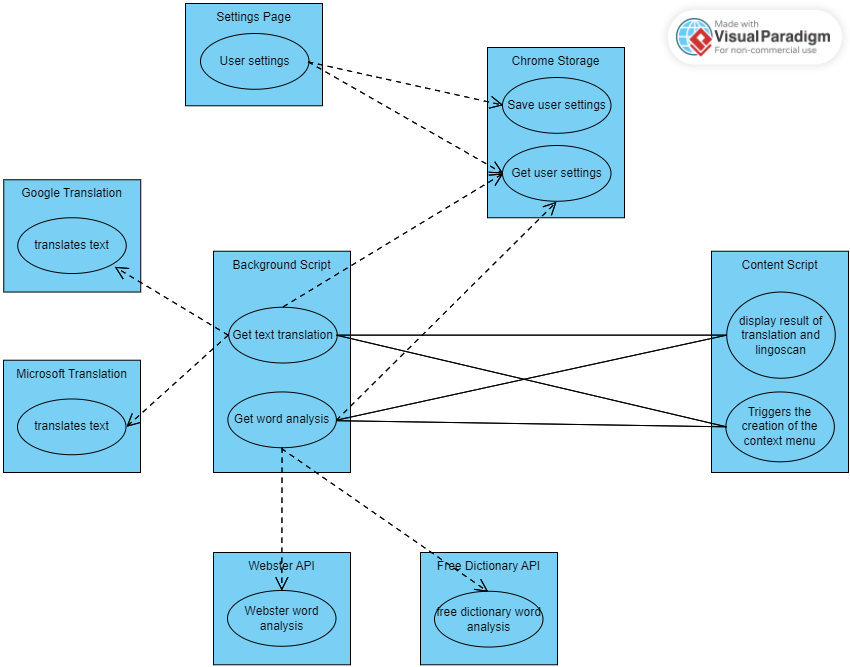 Settings Page
User settings
Made with
Visual Paradigm
For non-commercial use
Chrome Storage
Save user settings
Get user settings
Google Translation
translates text
Background Script
Get text translation
Get word analysis
Content Script
display result of
translation and
lingoscan
Triggers the
creation of the
context menu
Microsoft Translation
translates text
Webster API
Webster word
analysis
Free Dictionary API
free dictionary word
analysis